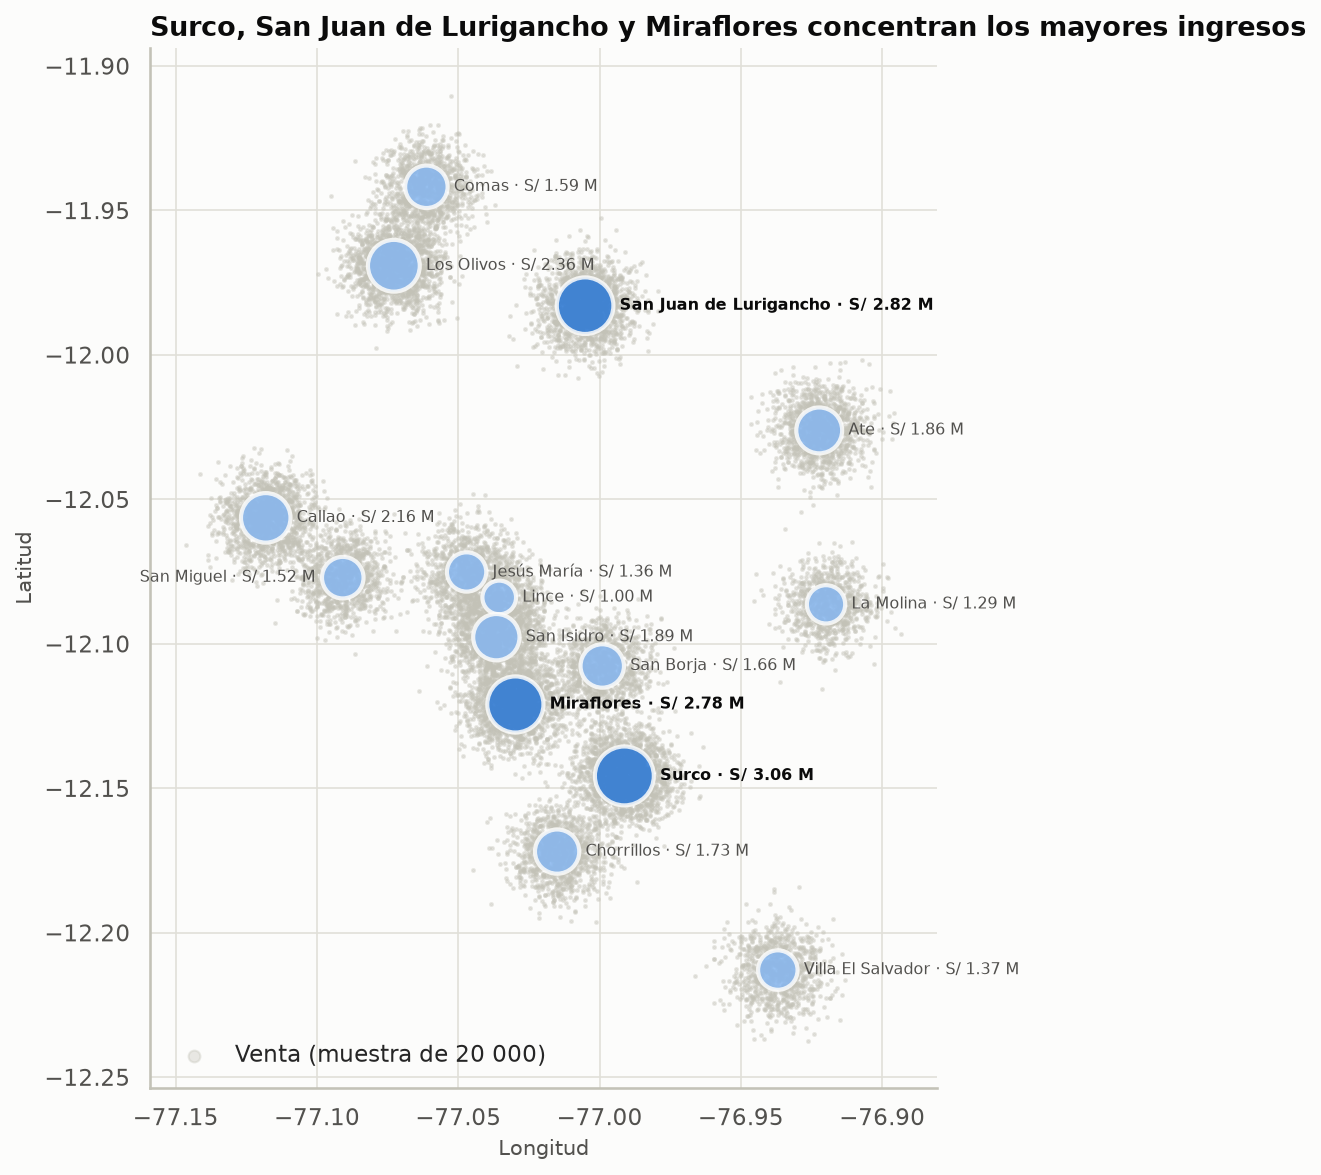 Surco, San Juan de Lurigancho y Miraflores concentran los mayores ingresos
−11.90
Comas · S/ 1.59 M
−11.95
Los Olivos · S/ 2.36 M
San Juan de Lurigancho · S/ 2.82 M
−12.00
Ate · S/ 1.86 M
−12.05
Callao · S/ 2.16 M
Jesús María · S/ 1.36 M
San Miguel · S/ 1.52 M
Latitud
Lince · S/ 1.00 M
La Molina · S/ 1.29 M
San Isidro · S/ 1.89 M
−12.10
San Borja · S/ 1.66 M
Miraflores · S/ 2.78 M
Surco · S/ 3.06 M
−12.15
Chorrillos · S/ 1.73 M
−12.20
Villa El Salvador · S/ 1.37 M
Venta (muestra de 20 000)
−12.25
−77.15 −77.10 −77.05 −77.00 −76.95 −76.90
Longitud